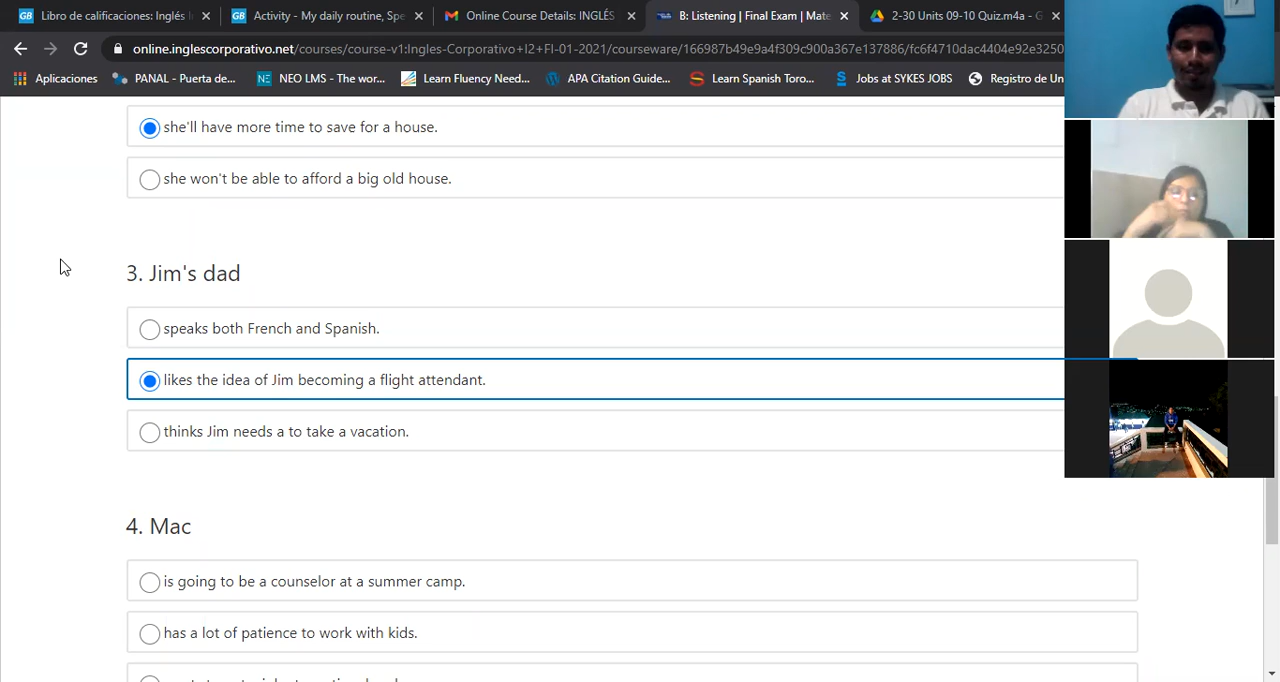 Libro de calificaciones: Inglés I
Activity - My daily routine, Spe
Online Course Details: INGLÉS
B: Listening | Final Exam | Mate
2-30 Units 09-10 Quiz.m4a - G
online.inglescorporativo.net/courses/course-v1:Ingles-Corporativo+I2+FI-01-2021/courseware/166987b49e9a4f309c900a367e137886/fc6f4710dac4404e92e3250
Aplicaciones
PANAL - Puerta de...
NEO LMS - The wor...
Learn Fluency Need...
APA Citation Guide...
Learn Spanish Toro...
Jobs at SYKES JOBS
Registro de Un
she'll have more time to save for a house.
she won't be able to afford a big old house.
3. Jim's dad
speaks both French and Spanish.
likes the idea of Jim becoming a flight attendant.
thinks Jim needs a to take a vacation.
4. Mac
is going to be a counselor at a summer camp.
has a lot of patience to work with kids.